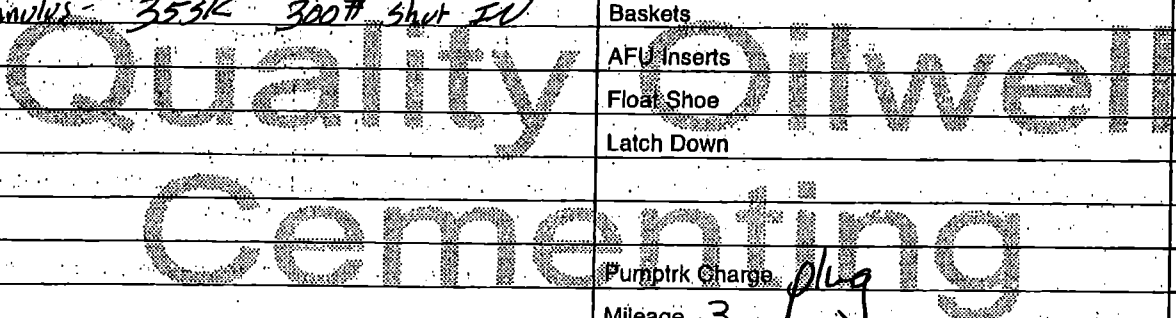 35SK 300# Shut IN
Baskets
AFU Inserts
Float Shoe
Latch Down
Quality Oilwell
Cementing
Pumptrk Charge plug
Mileage 3